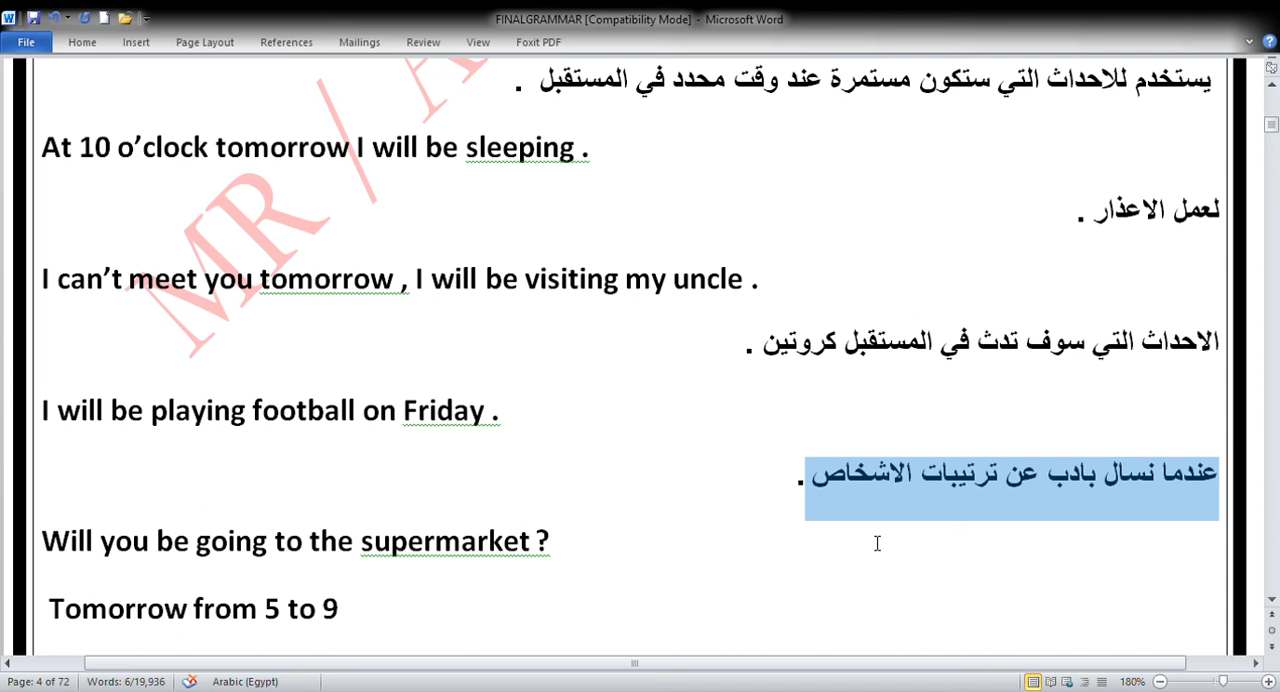 FINALGRAMMAR [Compatibility Mode] - Microsoft Word
File Home Insert Page Layout References Mailings Review View Foxit PDF
يستخدم للاحداث التي ستكون مستمرة عند وقت محدد في المستقبل .
At 10 o’clock tomorrow I will be sleeping .
لعمل الاعذار .
I can’t meet you tomorrow , I will be visiting my uncle .
الاحداث التي سوف تدث في المستقبل كروتين .
I will be playing football on Friday .
عندما نسال بادب عن ترتيبات الاشخاص .
Will you be going to the supermarket ?
Tomorrow from 5 to 9
MR / A
Page: 4 of 72 Words: 6/19,936 Arabic (Egypt) 180%